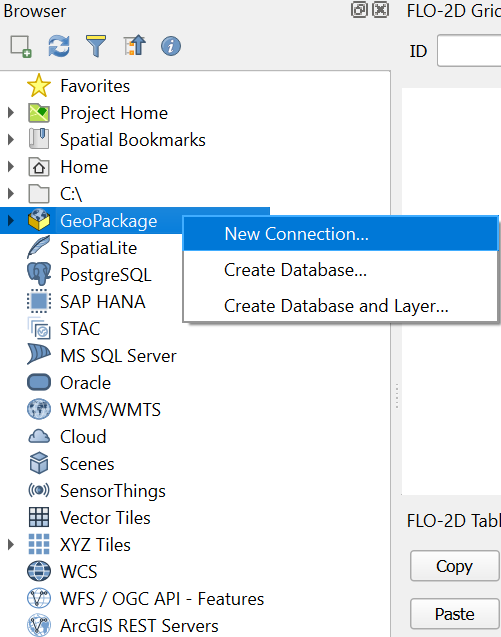 Browser
FLO-2D Gric
ID
Favorites
Project Home
Spatial Bookmarks
Home
C:\
GeoPackage
New Connection...
SpatiaLite
Create Database...
PostgreSQL
SAP HANA
Create Database and Layer...
STAC
MS SQL Server
Oracle
WMS/WMTS
Cloud
Scenes
SensorThings
Vector Tiles
FLO-2D Tabl
XYZ Tiles
Copy
WCS
WFS / OGC API - Features
Paste
ArcGIS REST Servers